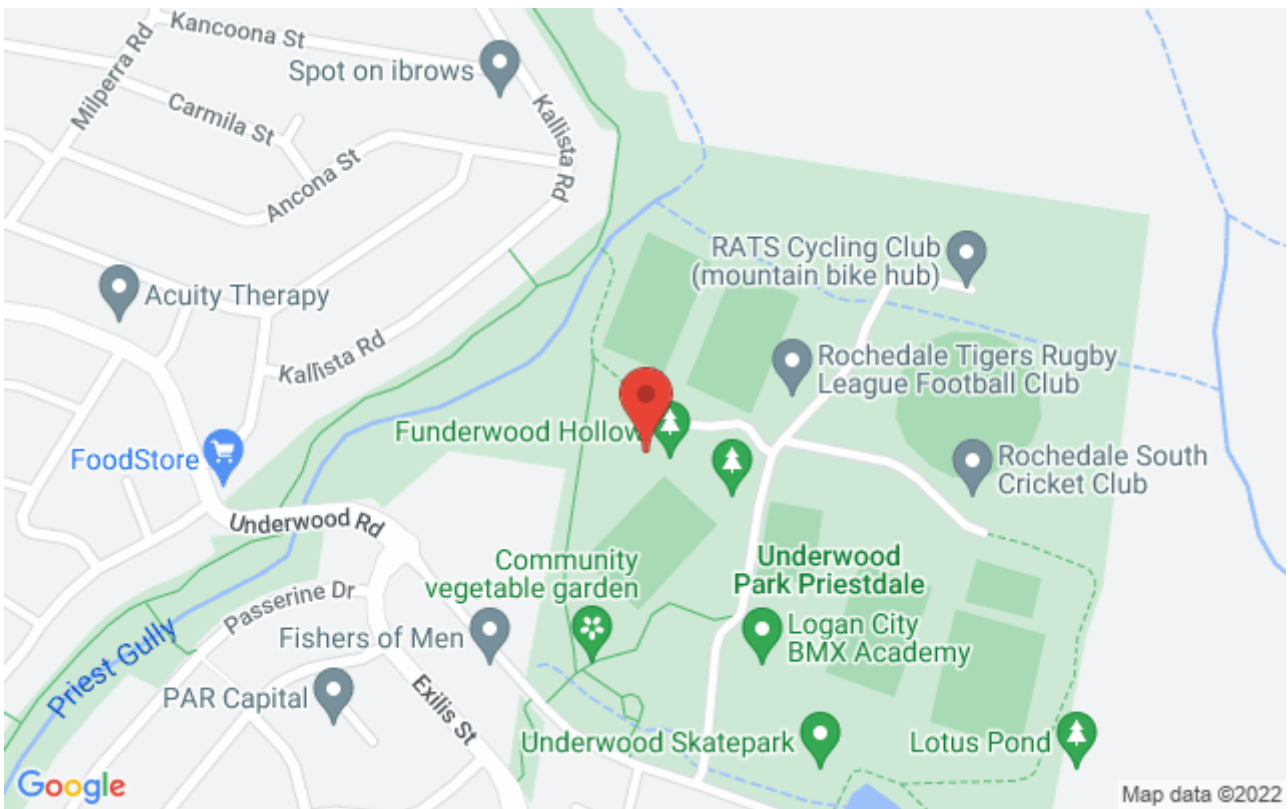 Kancoona St
Milperra Rd
Spot on ibrows
Carmila St
Kallista Rd
Ancona St
RATS Cycling Club
(mountain bike hub)
Acuity Therapy
Kallista Rd
Rochedale Tigers Rugby
League Football Club
Funderwood Hollow
FoodStore
Rochedale South
Cricket Club
Underwood Rd
Community
vegetable garden
Underwood
Park Priestdale
Passerine Dr
Fishers of Men
Logan City
BMX Academy
Priest Gully
PAR Capital
Exilis St
Underwood Skatepark
Lotus Pond
Google
Map data ©2022